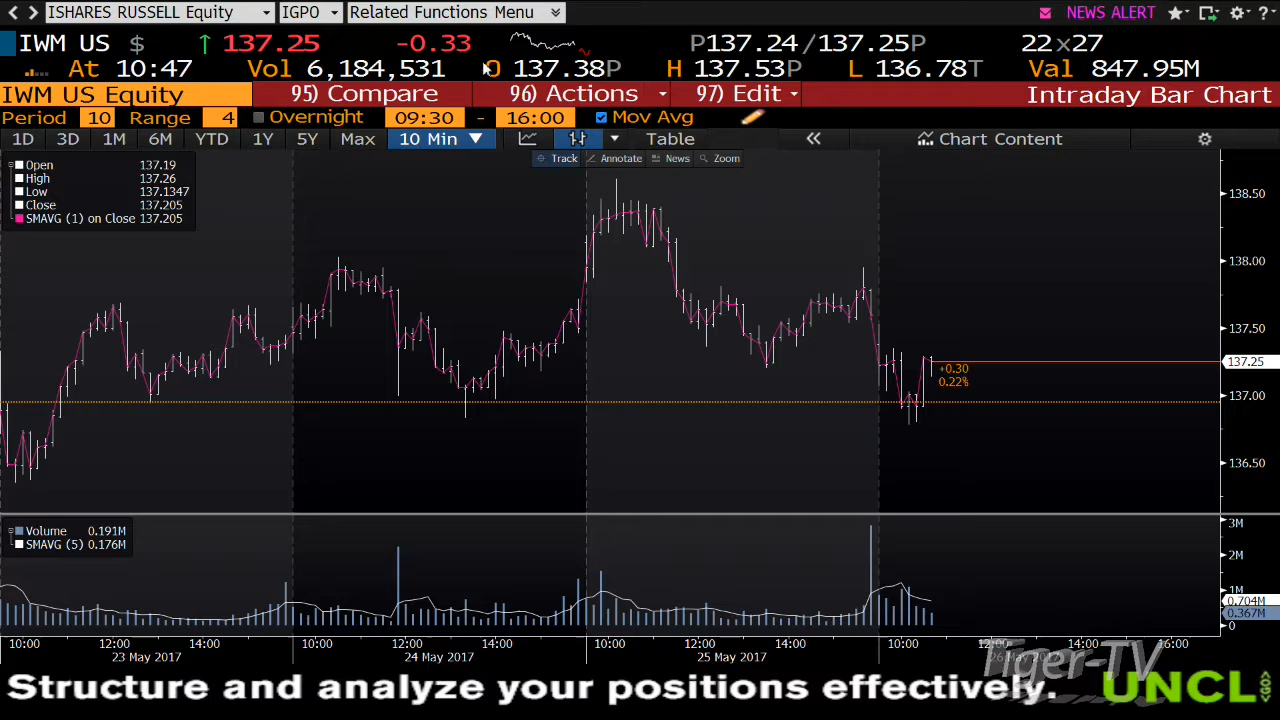 ISHARES RUSSELL Equity IGPO Related Functions Menu NEWS ALERT ?
IWM US $ ↑ 137.25 -0.33 P137.24/137.25P 22x27
At 10:47 Vol 6,184,531 O 137.38P H 137.53P L 136.78T Val 847.95M
IWM US Equity 95) Compare 96) Actions 97) Edit Intraday Bar Chart
Period 10 Range 4 Overnight 09:30 - 16:00 Mov Avg
1D 3D 1M 6M YTD 1Y 5Y Max 10 Min ▼ Table « Chart Content
Track Annotate News Zoom
Open 137.19
High 137.26
Low 137.1347
Close 137.205
SMAVG (1) on Close 137.205
138.50
138.00
137.50
137.25
+0.30
0.22%
137.00
136.50
Volume 0.191M
SMAVG (5) 0.176M
3M
2M
1M
0.704M
0.367M
0
10:00 12:00 14:00 10:00 12:00 14:00 10:00 12:00 14:00 10:00 12:00 14:00 16:00
23 May 2017 24 May 2017 25 May 2017 26 May 2017
Tiger-TV
Structure and analyze your positions effectively. UNCL